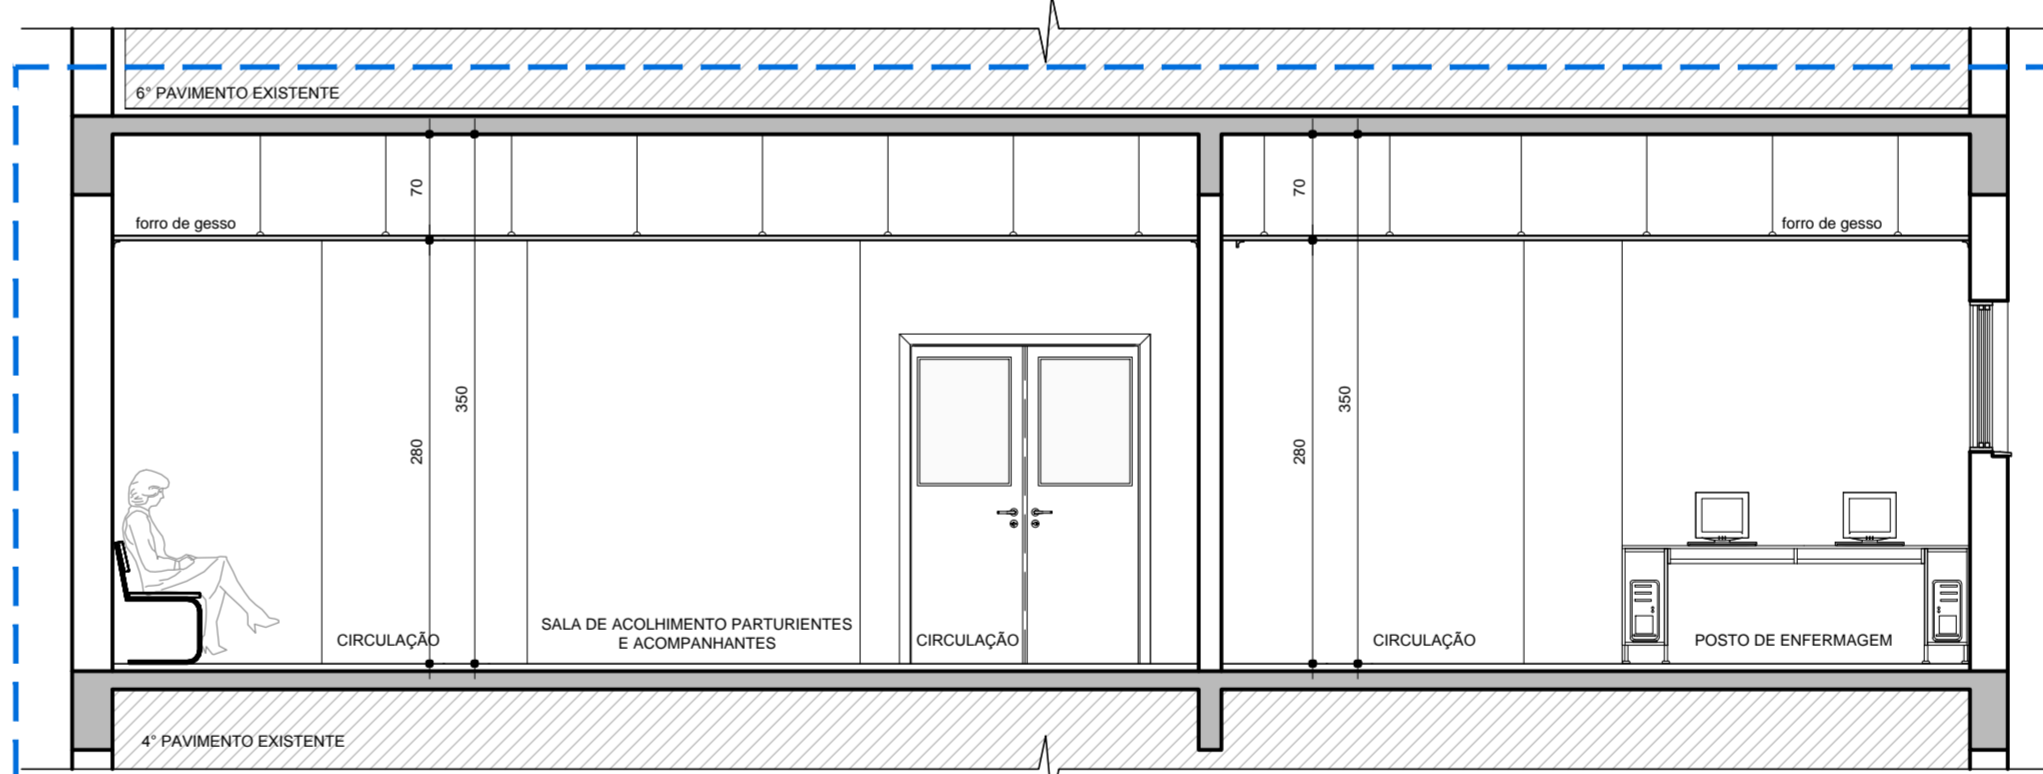 6° PAVIMENTO EXISTENTE
70
70
forro de gesso
forro de gesso
350
280
350
280
SALA DE ACOLHIMENTO PARTURIENTES
E ACOMPANHANTES
CIRCULAÇÃO
CIRCULAÇÃO
CIRCULAÇÃO
POSTO DE ENFERMAGEM
4° PAVIMENTO EXISTENTE